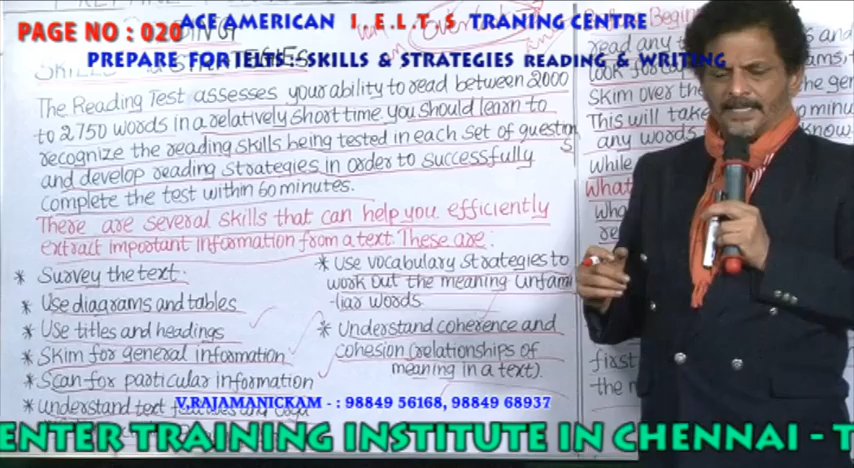 ACE AMERICAN I. E. L. T. S TRANING CENTRE
PAGE NO : 020
PREPARE FOR IELTS : SKILLS & STRATEGIES READING & WRITING
The Reading Test assesses your ability to read between 2000
to 2750 words in a relatively short time. you should learn to
recognize the reading skills being tested in each set of questions
and develop reading strategies in order to successfully
complete the test within 60 minutes.
There are several skills that can help you efficiently
extract important information from a text. These are:
* Survey the text.
* Use diagrams and tables
* Use titles and headings
* Skim for general information
* Scan for particular information
* understand text
* Use vocabulary strategies to
work out the meaning unfami
-liar words.
* Understand coherence and
cohesion (relationships of
meaning in a text).
Begin
read any
look for
skim over the
This will take
any words
while
What
first
the
V.RAJAMANICKAM - : 98849 56168, 98849 68937
ENTER TRAINING INSTITUTE IN CHENNAI - T